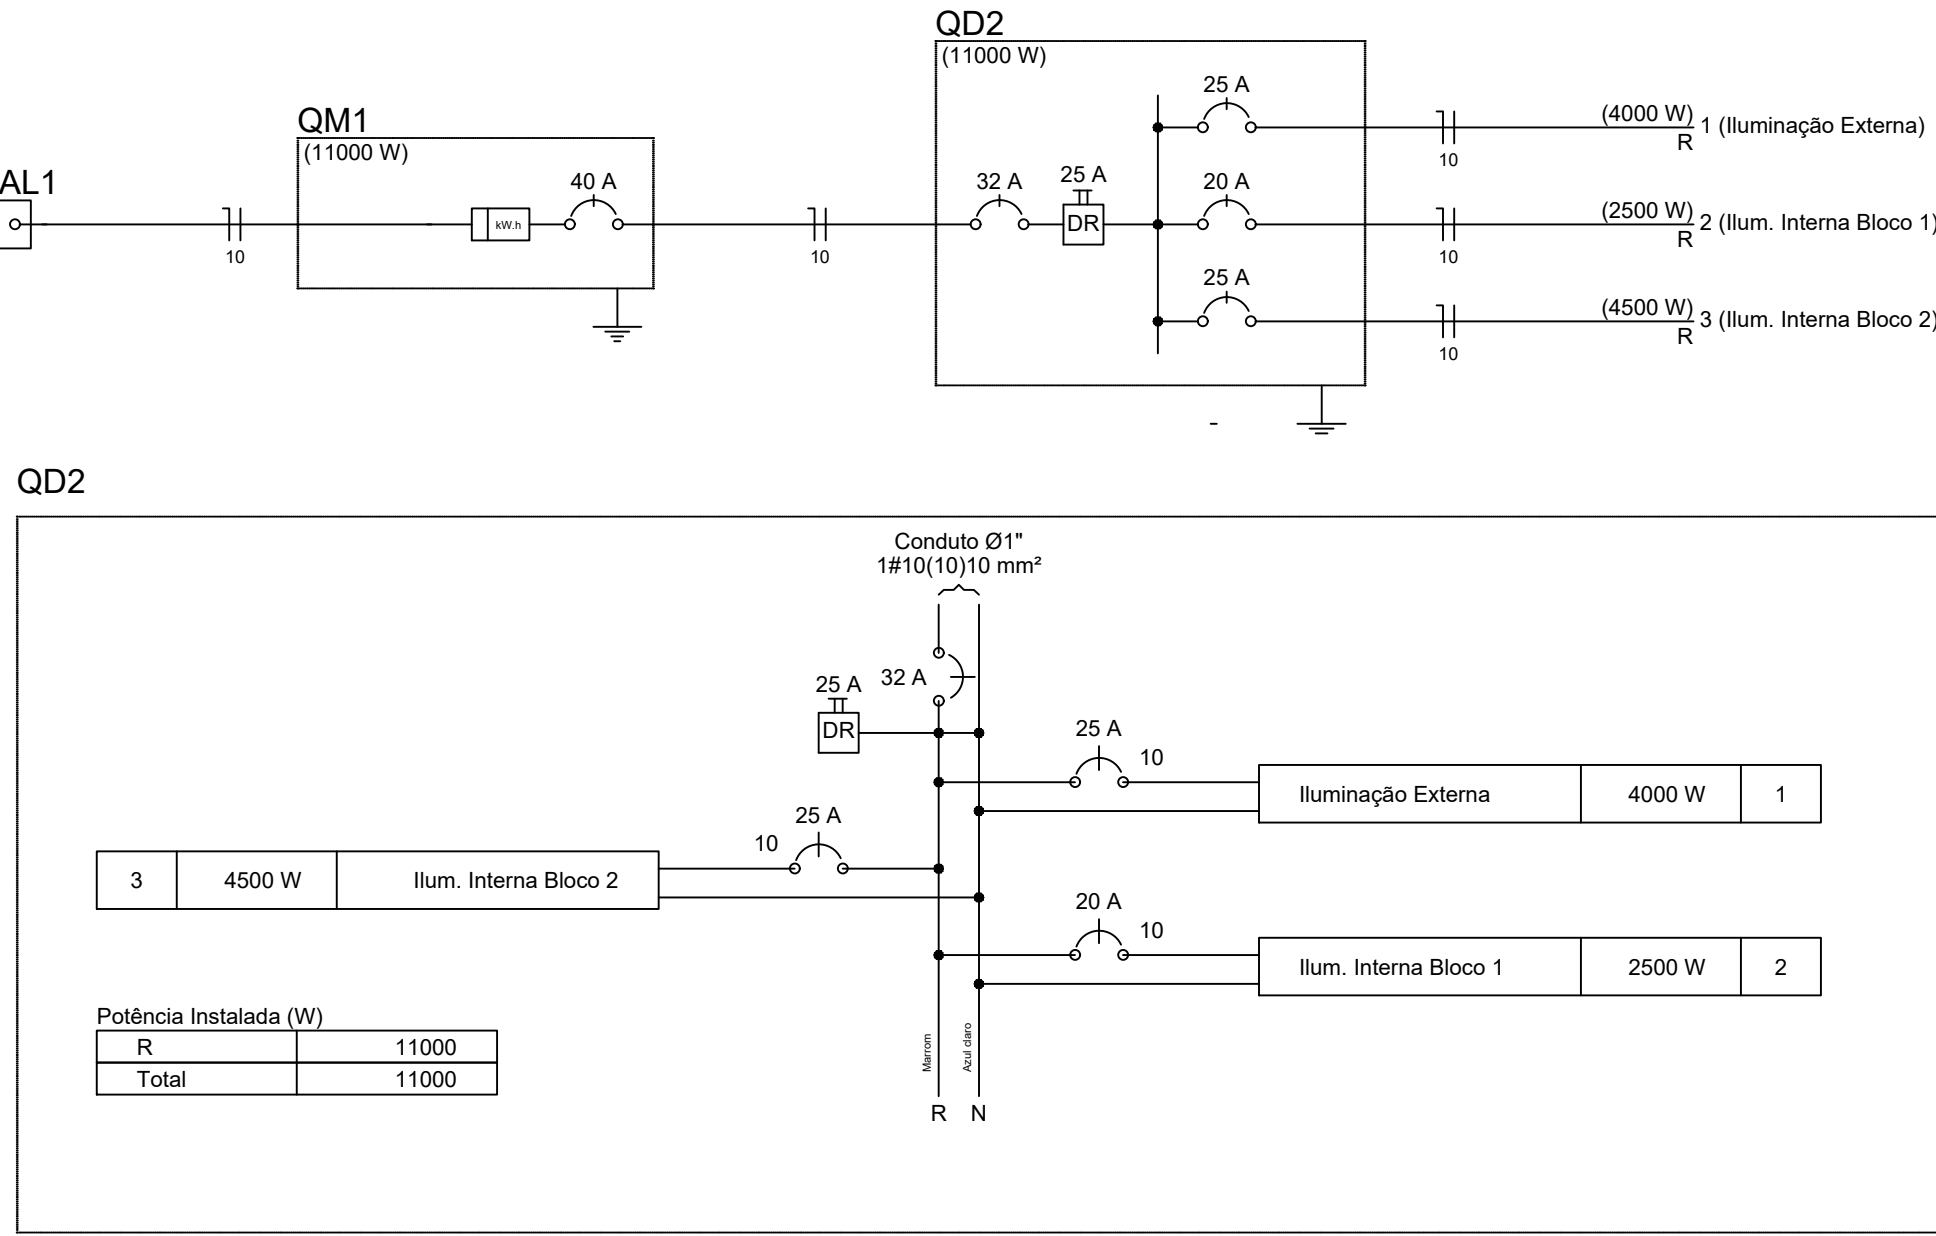 QD2
(11000 W)
25 A
(4000 W)
1 (Iluminação Externa)
R
10
QM1
(11000 W)
40 A
32 A
25 A
20 A
AL1
kW.h
DR
(2500 W)
2 (Ilum. Interna Bloco 1)
R
10
10
10
25 A
(4500 W)
3 (Ilum. Interna Bloco 2)
R
10
QD2
Conduto Ø1"
1#10(10)10 mm²
25 A
32 A
DR
25 A
10
Iluminação Externa 4000 W 1
25 A
10
3 4500 W Ilum. Interna Bloco 2
20 A
10
Ilum. Interna Bloco 1 2500 W 2
Potência Instalada (W)
R 11000
Total 11000
Marrom
Azul claro
R N